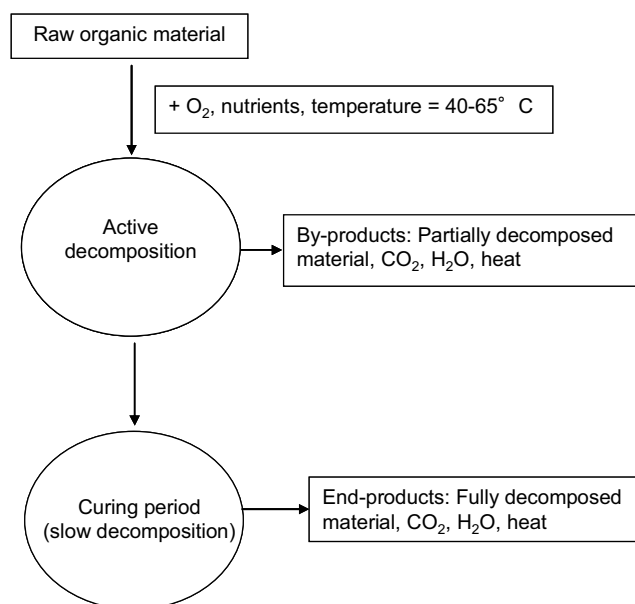 Raw organic material
+ O₂, nutrients, temperature = 40-65° C
Active
decomposition
By-products: Partially decomposed
material, CO₂, H₂O, heat
Curing period
(slow decomposition)
End-products: Fully decomposed
material, CO₂, H₂O, heat